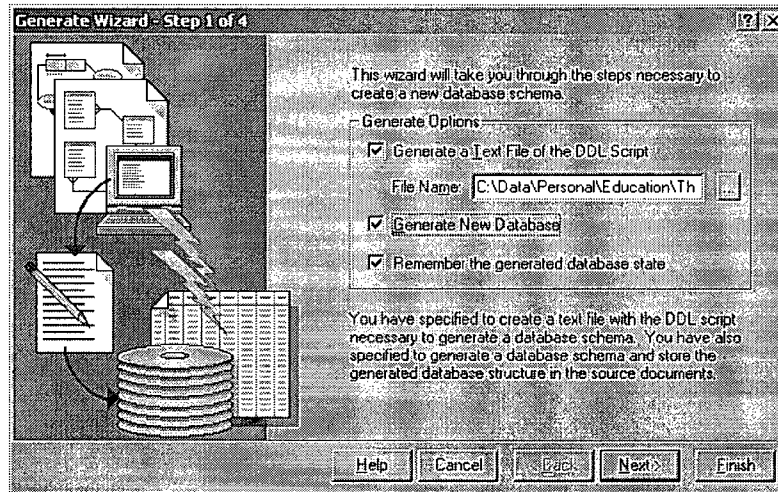 Generate Wizard - Step 1 of 4
This wizard will take you through the steps necessary to
create a new database schema.
Generate Options
Generate a Text File of the DDL Script
File Name: C:\Data\Personal\Education\Th ...
Generate New Database
Remember the generated database state
You have specified to create a text file with the DDL script
necessary to generate a database schema. You have also
specified to generate a database schema and store the
generated database structure in the source documents.
Help Cancel < Back Next > Finish